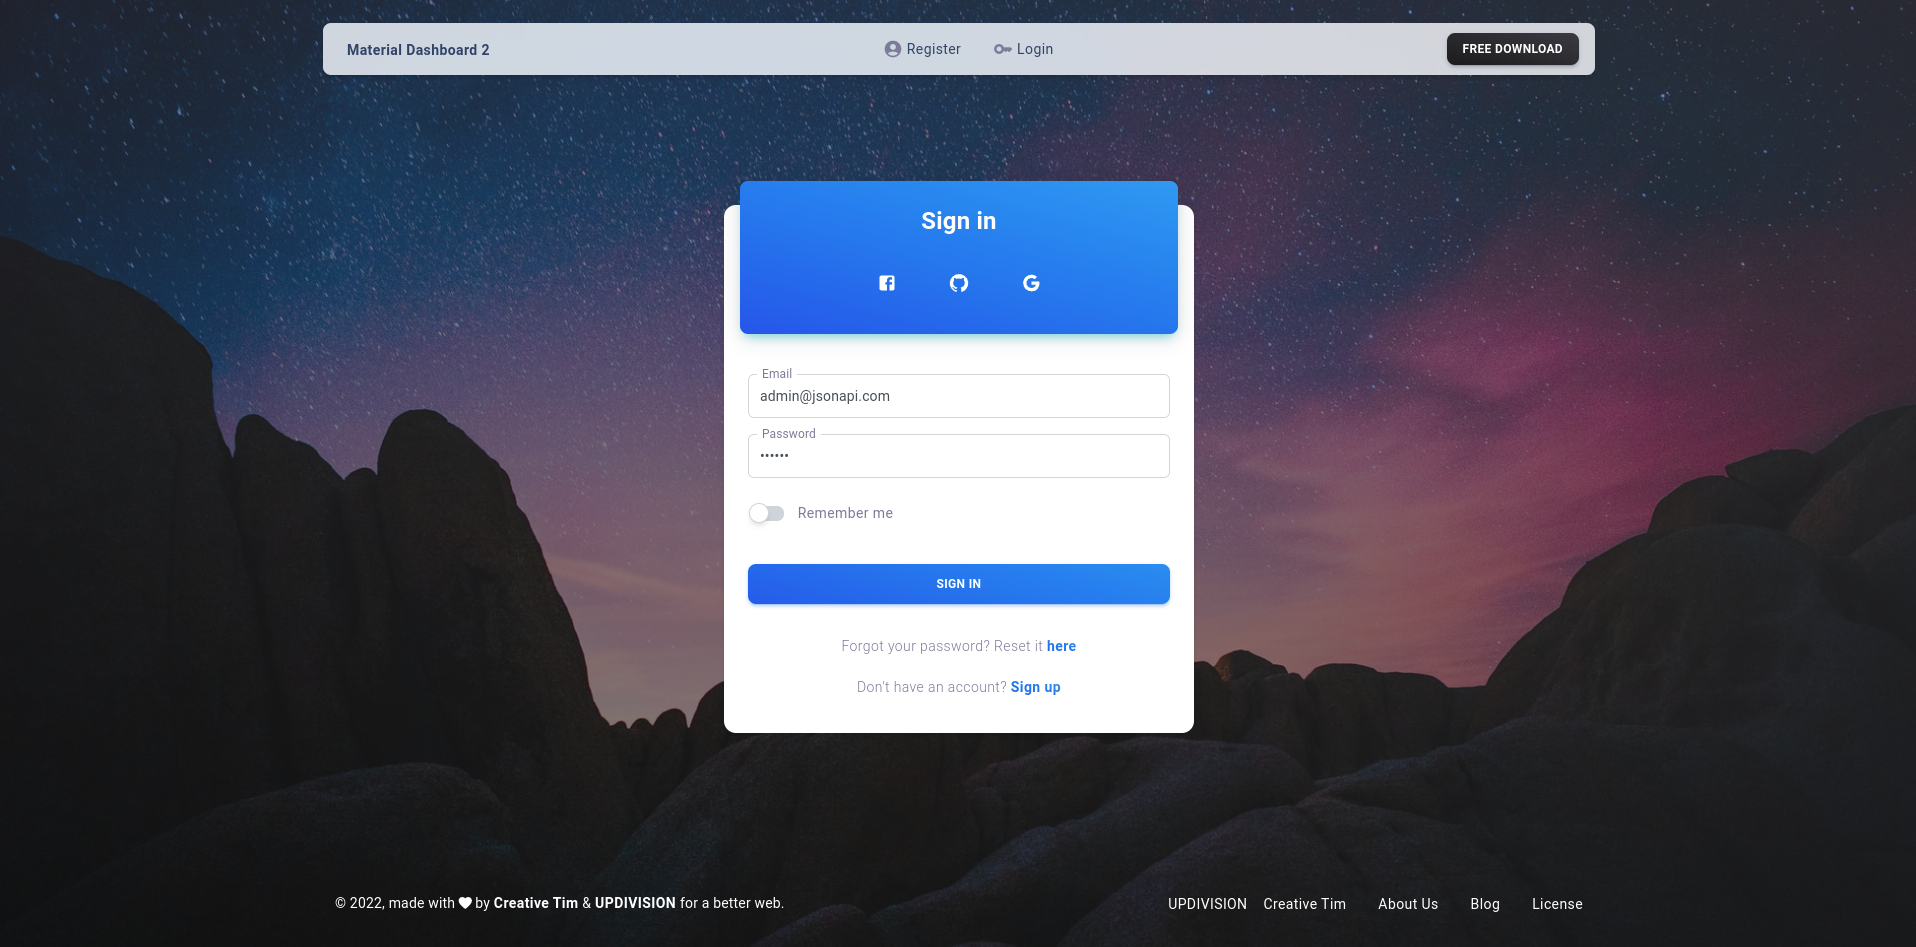 Material Dashboard 2
Register
Login
FREE DOWNLOAD
Sign in
Email
admin@jsonapi.com
Password
••••••
Remember me
SIGN IN
Forgot your password? Reset it here
Don't have an account? Sign up
© 2022, made with ♥ by Creative Tim & UPDIVISION for a better web.
UPDIVISION
Creative Tim
About Us
Blog
License